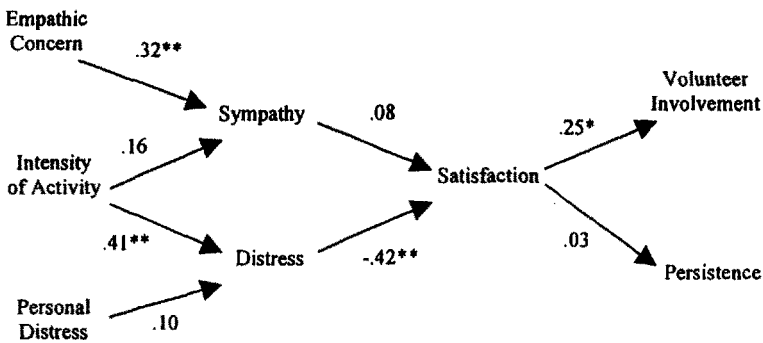 Empathic
Concern
.32**
Sympathy
.16
Intensity
of Activity
.41**
Distress
Personal
Distress
.10
.08
-.42**
Satisfaction
.25*
.03
Volunteer
Involvement
Persistence